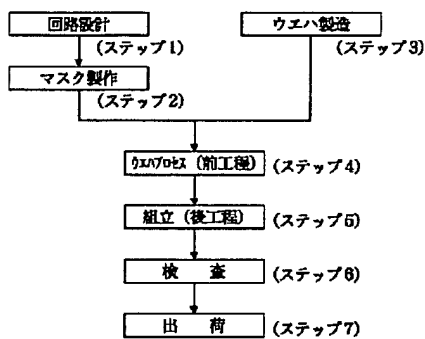 回路設計
(ステップ1)
ウエハ製造
(ステップ3)
マスク製作
(ステップ2)
ウエハプロセス (前工程)
(ステップ4)
組立 (後工程)
(ステップ5)
検 査
(ステップ6)
出 荷
(ステップ7)